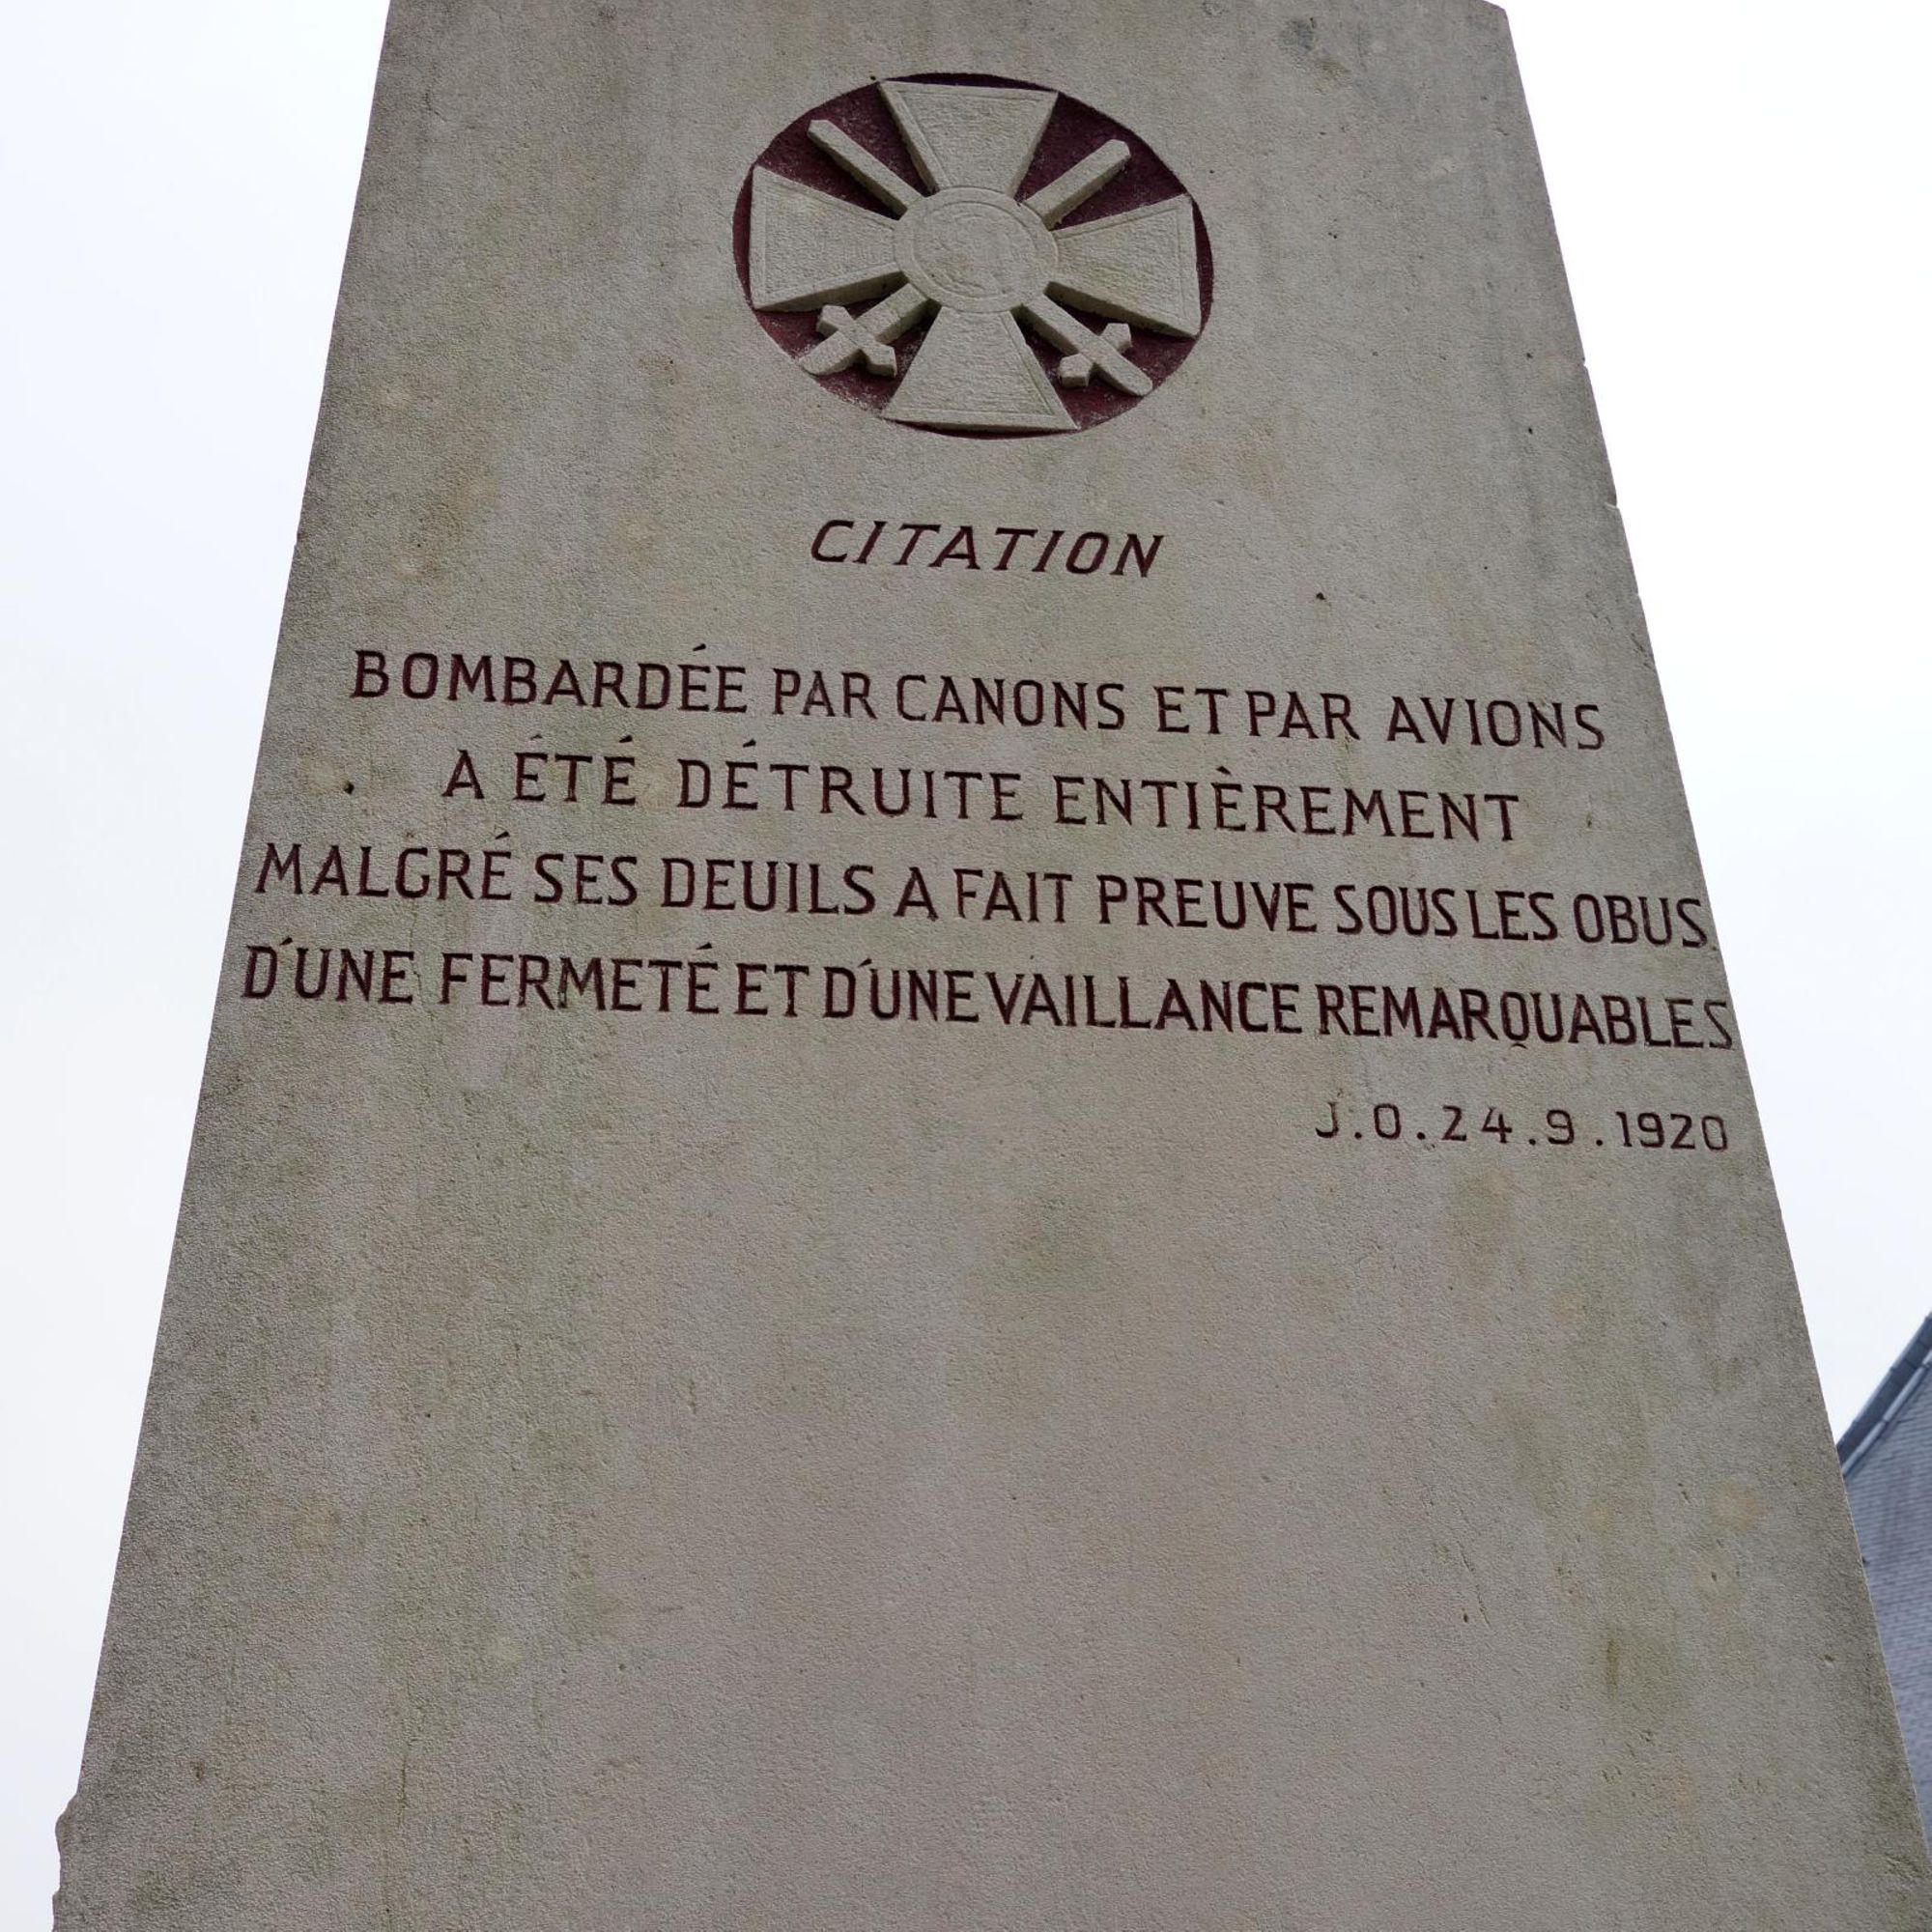 CITATION
BOMBARDÉE PAR CANONS ET PAR AVIONS
A ÉTÉ DÉTRUITE ENTIÈREMENT
MALGRÉ SES DEUILS A FAIT PREUVE SOUS LES OBUS
D'UNE FERMETÉ ET D'UNE VAILLANCE REMARQUABLES
J.O.24.9.1920